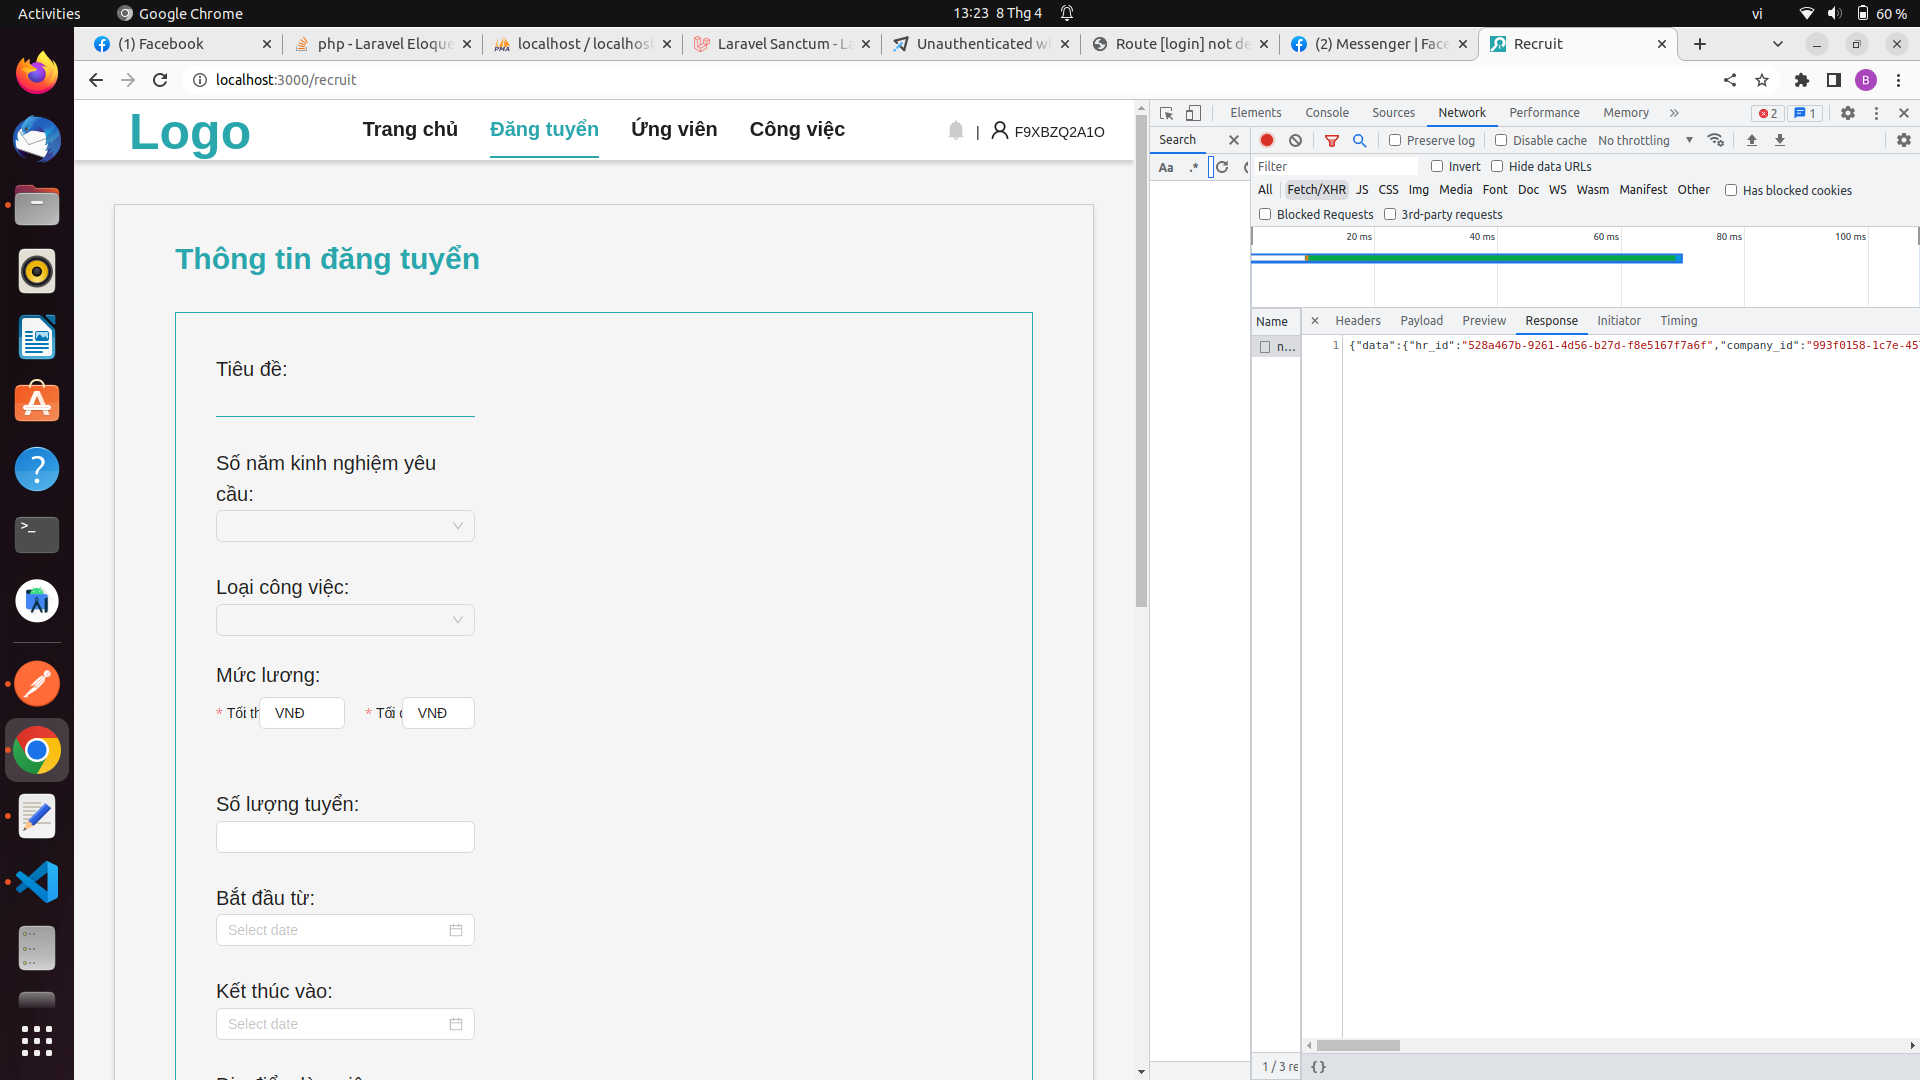 Activities
Google Chrome
13:23 8 Thg 4
vi
60 %
(1) Facebook
php - Laravel Eloque
localhost / localhost
Laravel Sanctum - La
Unauthenticated wh
Route [login] not de
(2) Messenger | Face
Recruit
localhost:3000/recruit
B
Logo
Trang chủ
Đăng tuyển
Ứng viên
Công việc
|
F9XBZQ2A1O
Thông tin đăng tuyển
Tiêu đề:
Số năm kinh nghiệm yêu
cầu:
Loại công việc:
Mức lương:
* Tối th
VNĐ
* Tối
VNĐ
Số lượng tuyển:
Bắt đầu từ:
Select date
Kết thúc vào:
Select date
Elements
Console
Sources
Network
Performance
Memory
2
1
Search
Preserve log
Disable cache
No throttling
Aa
.*
Filter
Invert
Hide data URLs
All
Fetch/XHR
JS
CSS
Img
Media
Font
Doc
WS
Wasm
Manifest
Other
Has blocked cookies
Blocked Requests
3rd-party requests
20 ms
40 ms
60 ms
80 ms
100 ms
Name
Headers
Payload
Preview
Response
Initiator
Timing
n...
1
{"data":{"hr_id":"528a467b-9261-4d56-b27d-f8e5167f7a6f","company_id":"993f0158-1c7e-457
1 / 3 re
{}